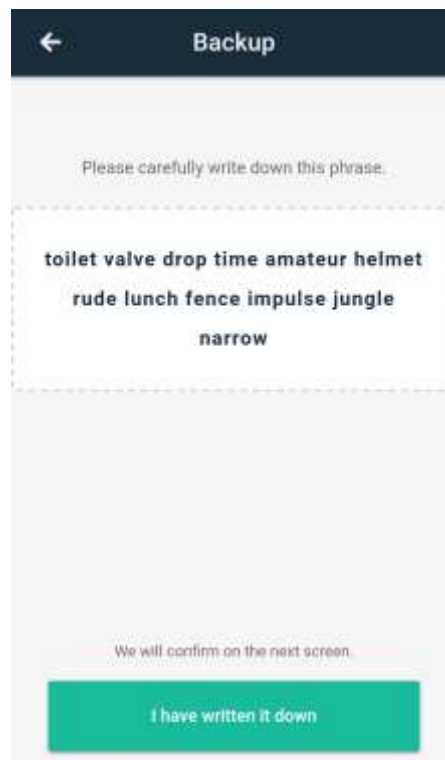 Backup
Please carefully write down this phrase.
toilet valve drop time amateur helmet
rude lunch fence impulse jungle
narrow
We will confirm on the next screen.
I have written it down